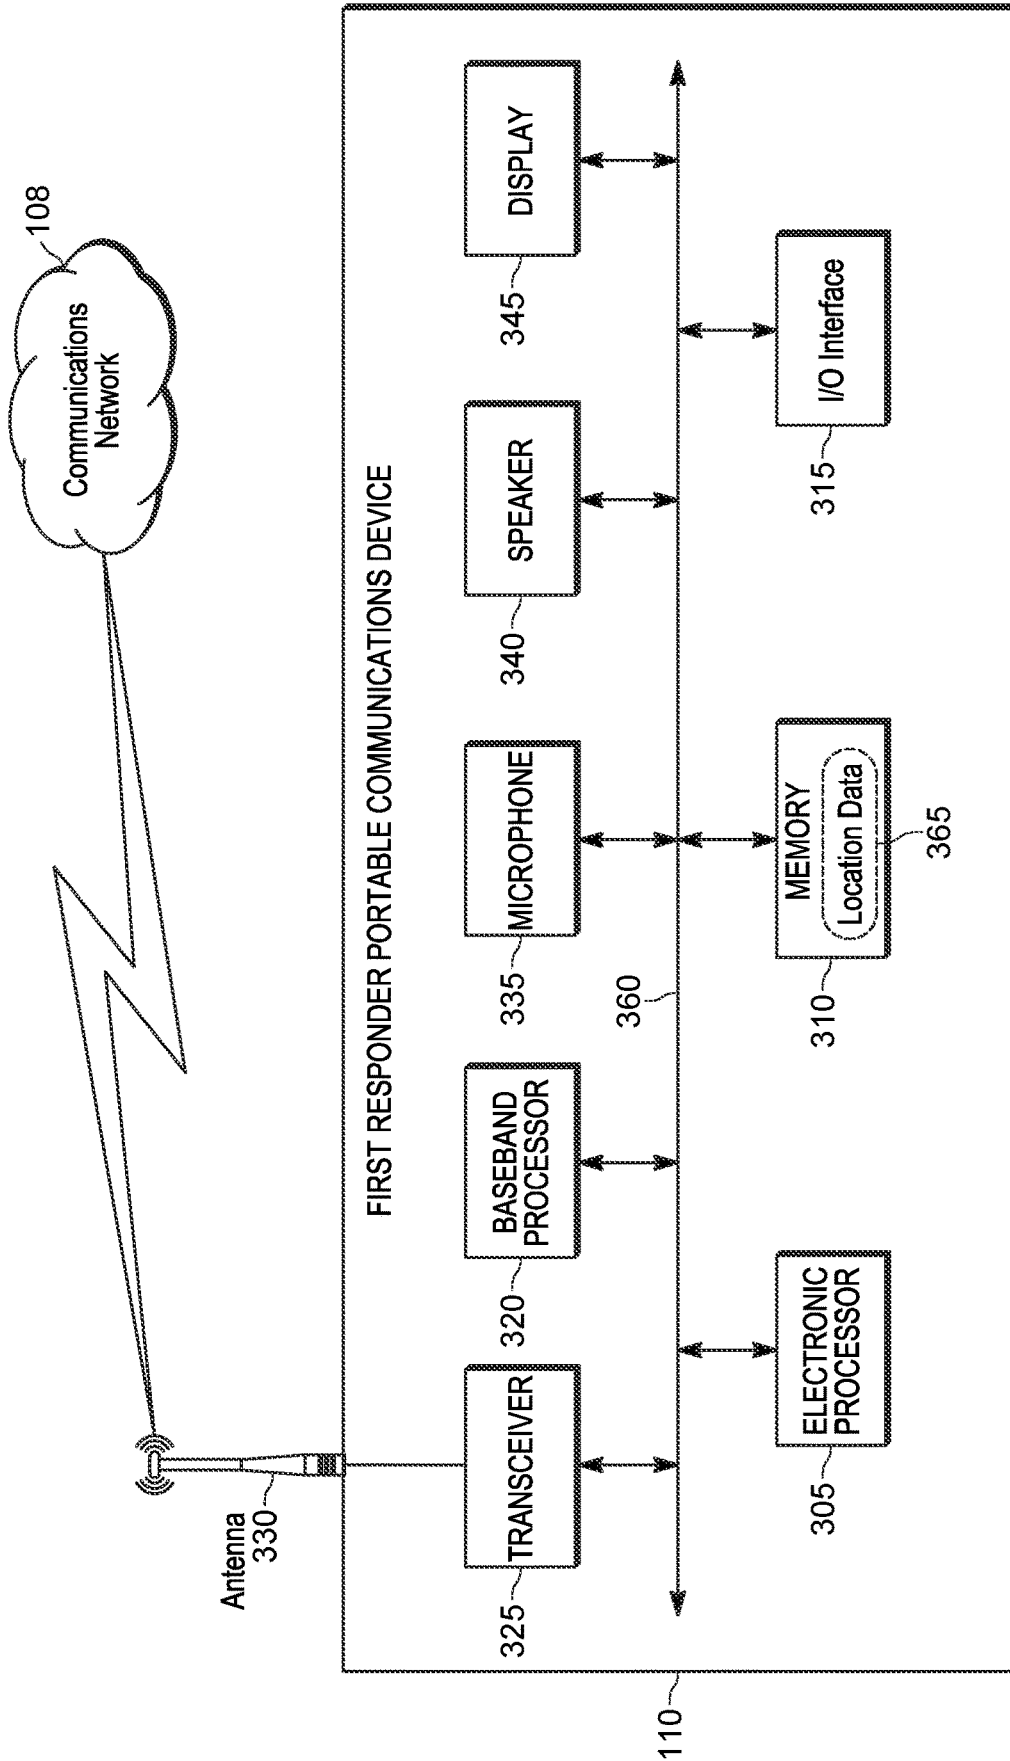 108
Communications
Network
Antenna
330
FIRST RESPONDER PORTABLE COMMUNICATIONS DEVICE
TRANSCEIVER
325
BASEBAND
PROCESSOR
320
MICROPHONE
335
SPEAKER
340
DISPLAY
345
360
ELECTRONIC
PROCESSOR
305
MEMORY
Location Data
310
365
I/O Interface
315
110